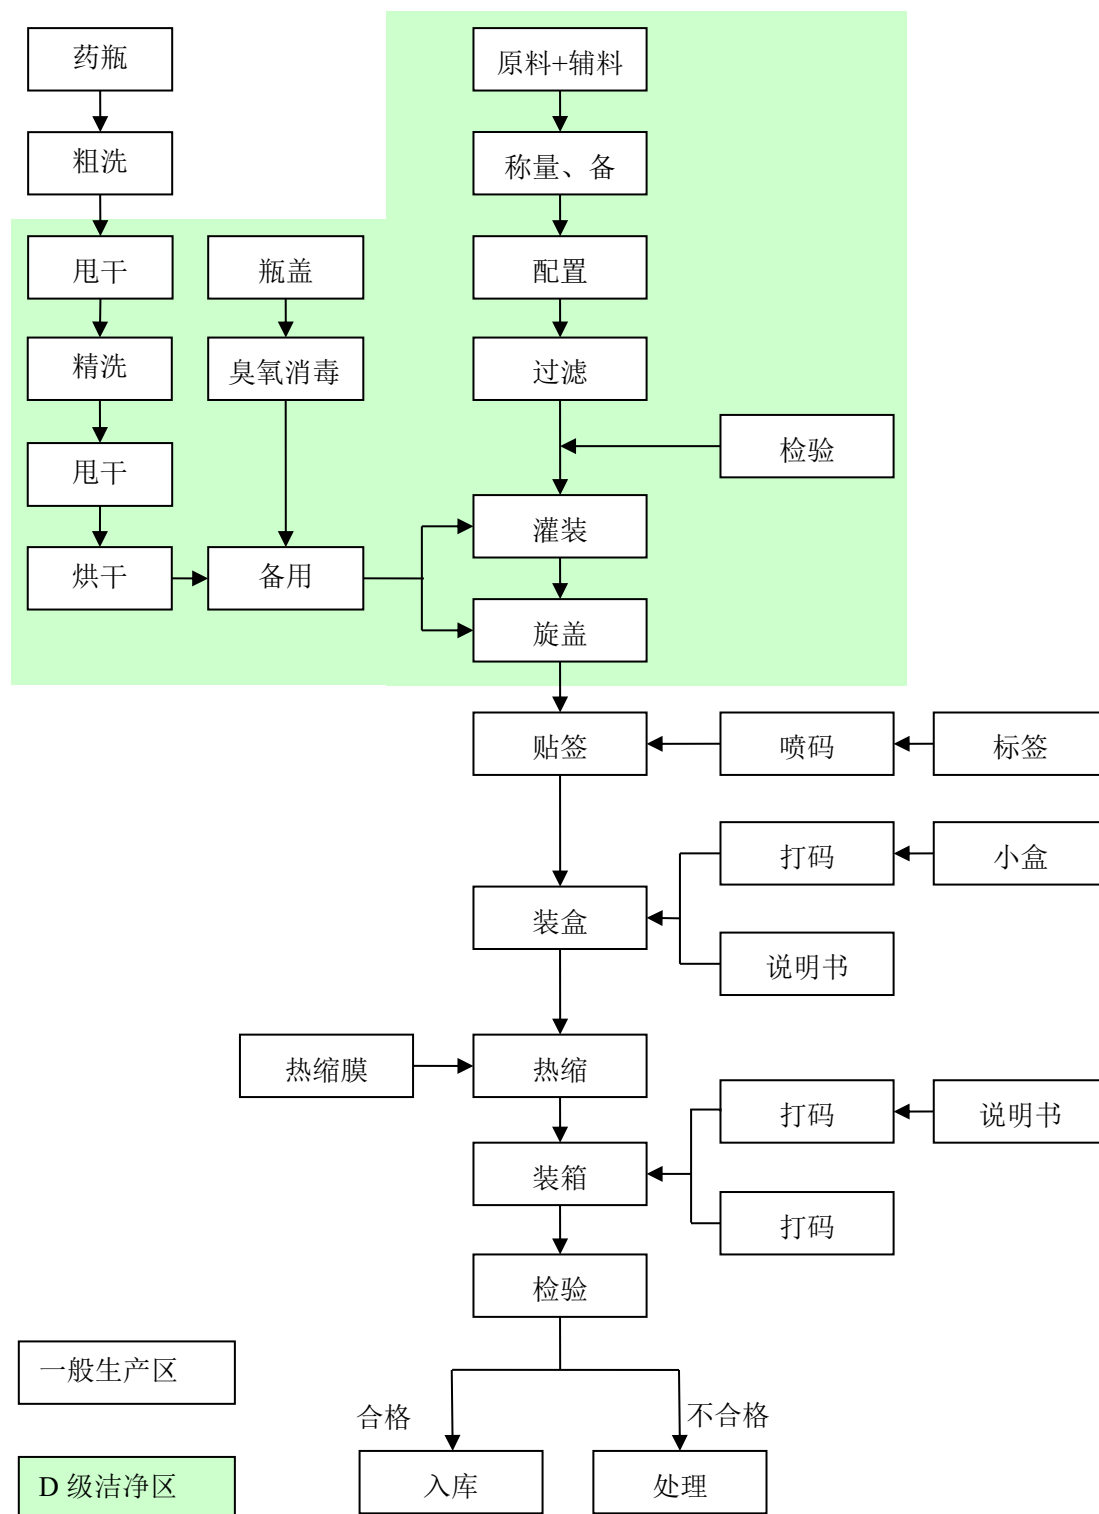 药瓶
原料+辅料
粗洗
称量、备
甩干
瓶盖
配置
精洗
臭氧消毒
过滤
检验
甩干
灌装
烘干
备用
旋盖
贴签
喷码
标签
打码
小盒
装盒
说明书
热缩膜
热缩
打码
说明书
装箱
打码
检验
一般生产区
合格
不合格
D 级洁净区
入库
处理